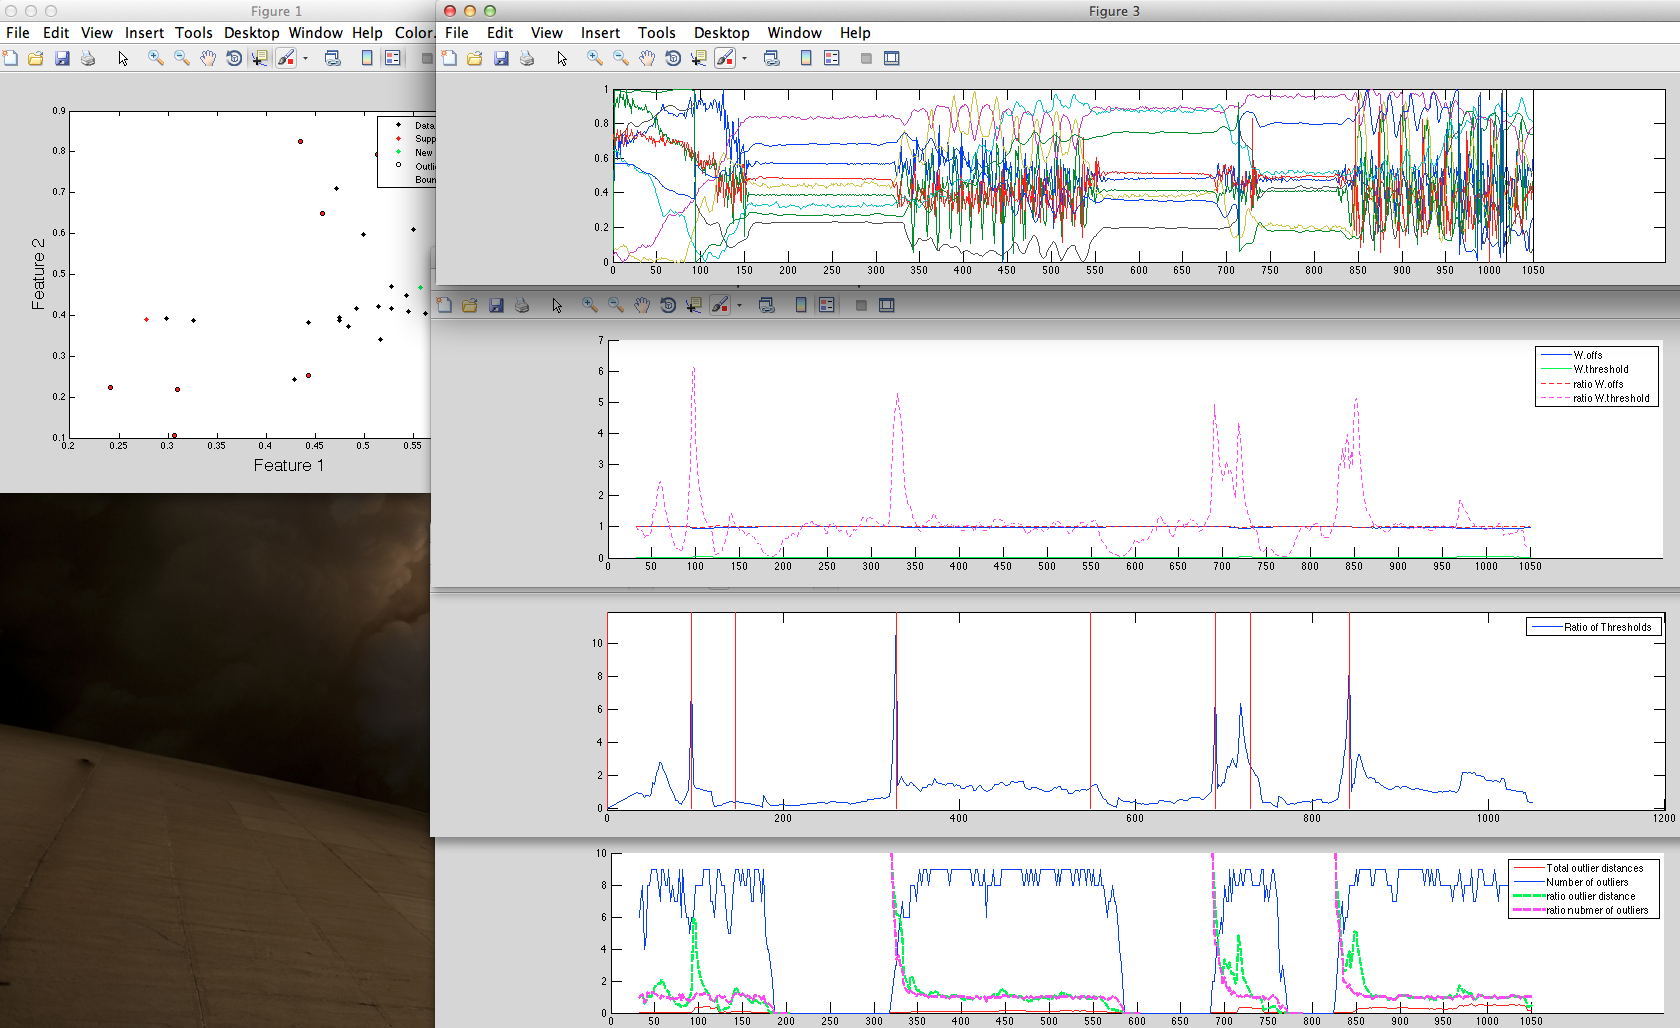 Figure 1
File Edit View Insert Tools Desktop Window Help Color
0.9
0.8
0.7
0.6
0.5
0.4
0.3
0.2
0.1
Feature 2
0.2 0.25 0.3 0.35 0.4 0.45 0.5 0.55
Feature 1
Data
Supp
New
Outli
Boun
Figure 3
File Edit View Insert Tools Desktop Window Help
1
0.8
0.6
0.4
0.2
0
0 50 100 150 200 250 300 350 400 450 500 550 600 650 700 750 800 850 900 950 1000 1050
7
6
5
4
3
2
1
0
0 50 100 150 200 250 300 350 400 450 500 550 600 650 700 750 800 850 900 950 1000 1050
W.offs
W.threshold
ratio W.offs
ratio W.threshold
10
8
6
4
2
0
0 200 400 600 800 1000 1200
Ratio of Thresholds
10
8
6
4
2
0
0 50 100 150 200 250 300 350 400 450 500 550 600 650 700 750 800 850 900 950 1000 1050
Total outlier distances
Number of outliers
ratio outlier distance
ratio nubmer of outliers